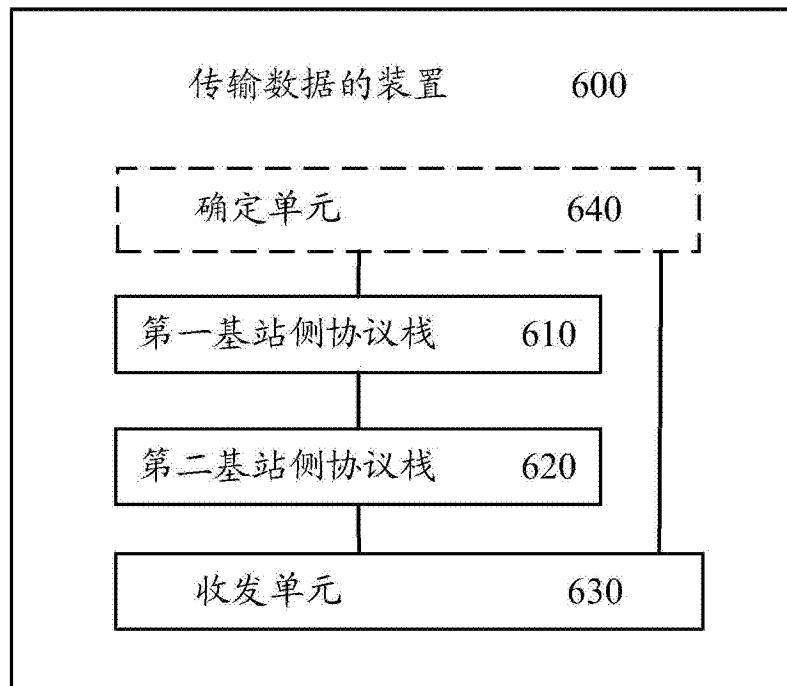 传输数据的装置 600
确定单元 640
第一基站侧协议栈 610
第二基站侧协议栈 620
收发单元 630